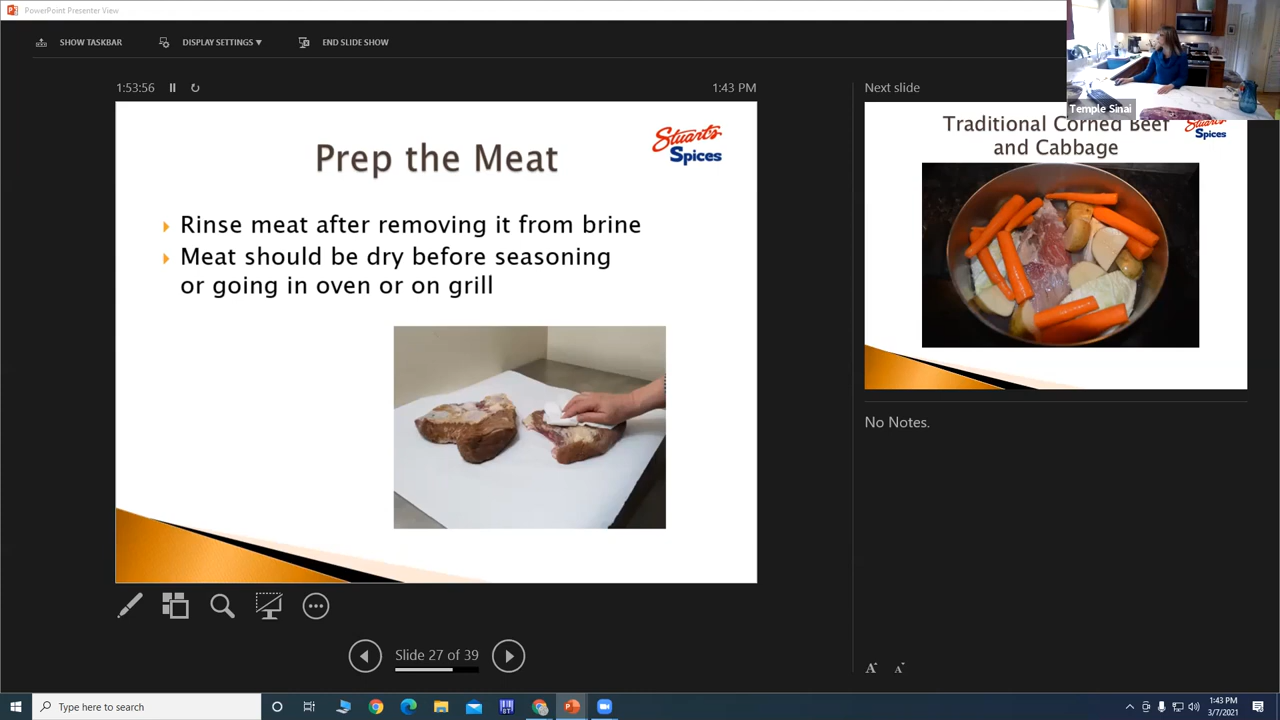 PowerPoint Presenter View
SHOW TASKBAR
DISPLAY SETTINGS ▼
END SLIDE SHOW
1:53:56
1:43 PM
Next slide
Temple Sinai
Stuart's
Spices
Prep the Meat
Rinse meat after removing it from brine
Meat should be dry before seasoning
or going in oven or on grill
Traditional Corned Beef
and Cabbage
Stuart's
Spices
No Notes.
Slide 27 of 39
A A
Type here to search
BT
1:43 PM
3/7/2021